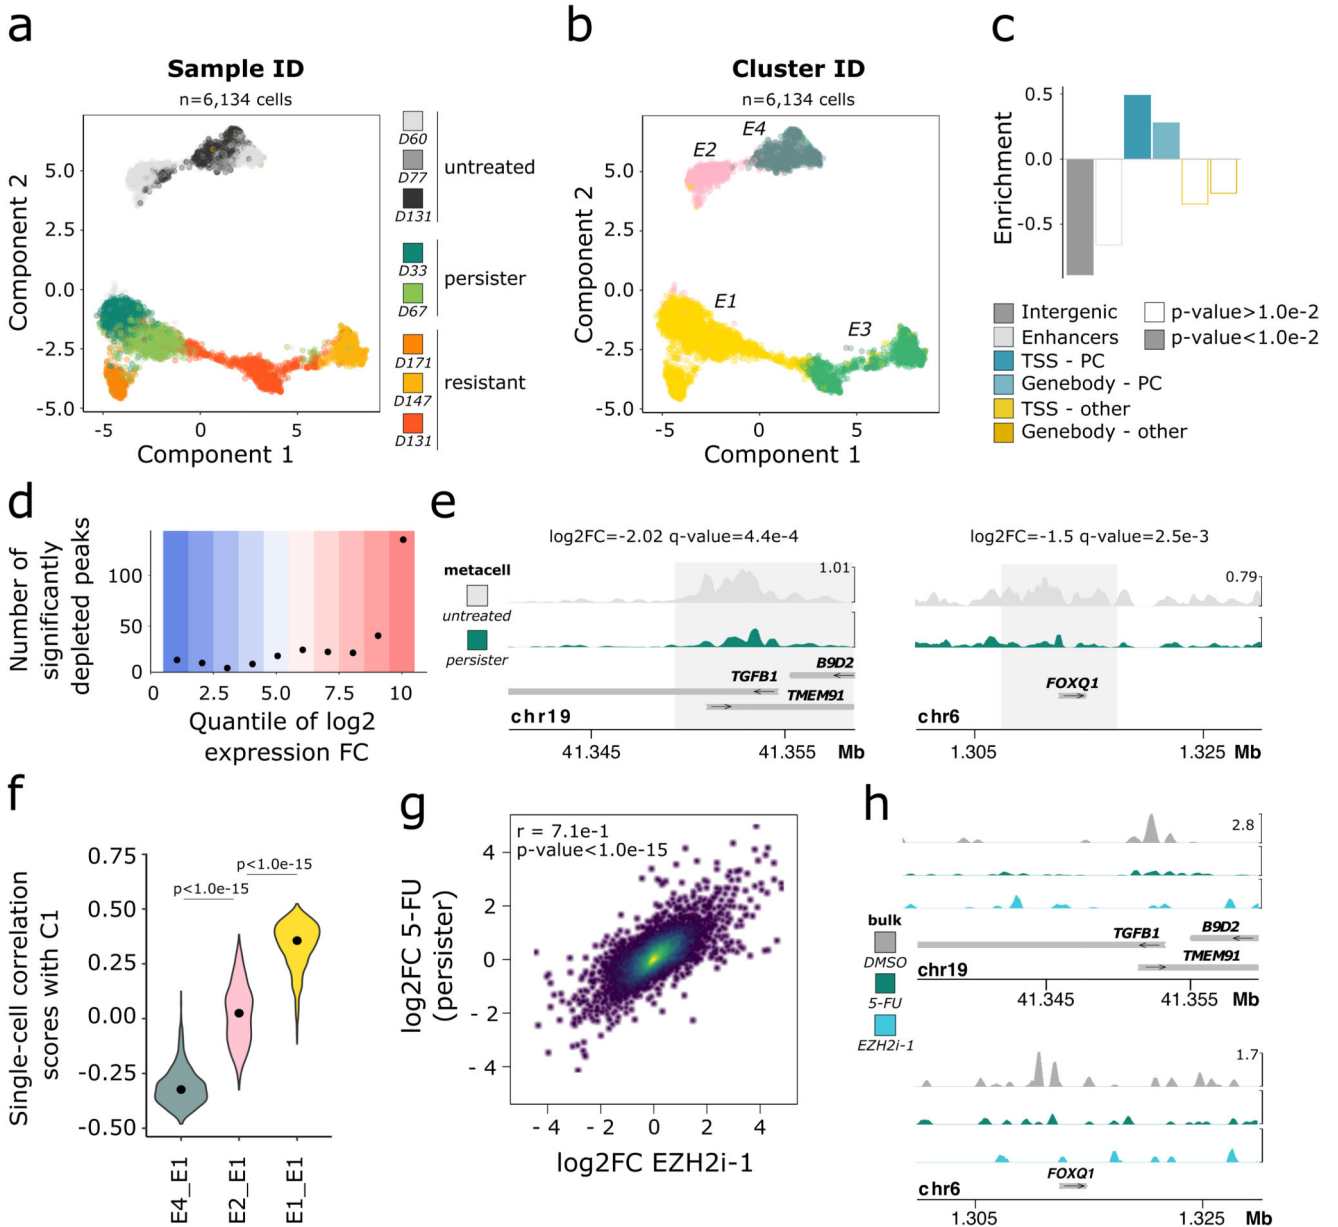 a
Sample ID
n=6,134 cells
Component 2
5.0
2.5
0.0
-2.5
-5.0
-5
0
5
Component 1
D60
D77
untreated
D131
D33
persister
D67
D171
D147
resistant
D131
b
Cluster ID
n=6,134 cells
E4
E2
E1
E3
Component 2
5.0
2.5
0.0
-2.5
-5.0
-5
0
5
Component 1
c
Enrichment
0.5
0.0
-0.5
Intergenic
Enhancers
TSS - PC
Genebody - PC
TSS - other
Genebody - other
p-value>1.0e-2
p-value<1.0e-2
d
Number of
significantly
depleted peaks
100
50
0
0
2.5
5.0
7.5
10
Quantile of log2
expression FC
e
log2FC=-2.02 q-value=4.4e-4
metacell
untreated
persister
1.01
B9D2
TGFB1
TMEM91
chr19
41.345
41.355
Mb
log2FC=-1.5 q-value=2.5e-3
0.79
FOXQ1
chr6
1.305
1.325
Mb
f
Single-cell correlation
scores with C1
0.75
0.50
0.25
0.00
-0.25
-0.50
p<1.0e-15
p<1.0e-15
E4_E1
E2_E1
E1_E1
g
r = 7.1e-1
p-value<1.0e-15
log2FC 5-FU
(persister)
4
2
0
- 2
- 4
- 4
- 2
0
2
4
log2FC EZH2i-1
h
2.8
bulk
DMSO
5-FU
EZH2i-1
TGFB1
B9D2
TMEM91
chr19
41.345
41.355
Mb
1.7
FOXQ1
chr6
1.305
1.325
Mb